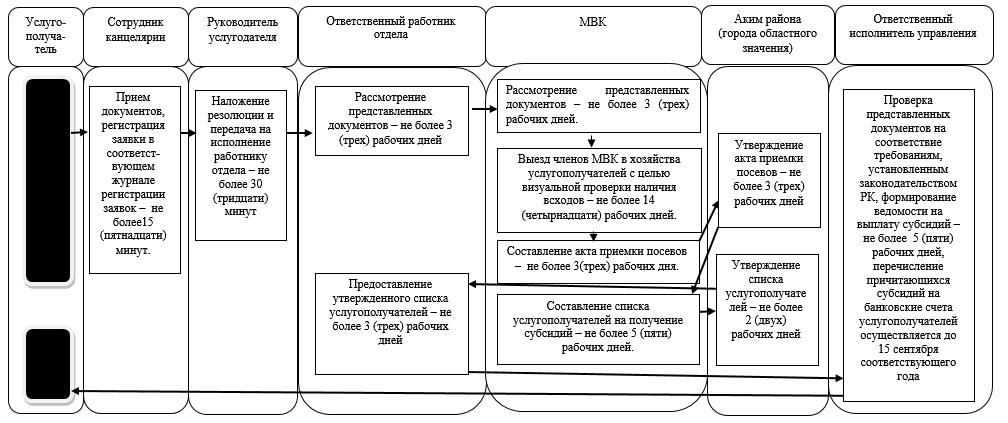 Услуго-
получа-
тель
Сотрудник
канцелярии
Руководитель
услугодателя
Ответственный работник
отдела
МВК
Аким района
(города областного
значения)
Ответственный
исполнитель управления
Прием
документов,
регистрация
заявки в
соответст-
вующем
журнале
регистрации
заявок – не
более15
(пятнадцати)
минут.
Наложение
резолюции и
передача на
исполнение
работнику
отдела – не
более 30
(тридцати)
минут
Рассмотрение
представленных
документов – не более 3
(трех) рабочих дней
Рассмотрение представленных
документов – не более 3 (трех)
рабочих дней.
Выезд членов МВК в хозяйства
услугополучателей с целью
визуальной проверки наличия
всходов – не более 14
(четырнадцати) рабочих дней.
Составление акта приемки посевов
– не более 3(трех) рабочих дня.
Утверждение
акта приемки
посевов – не
более 3 (трех)
рабочих дней
Составление списка
услугополучателей на получение
субсидий – не более 5 (пяти)
рабочих дней.
Утверждение
списка
услугополучате
лей – не более
2 (двух)
рабочих дней
Предоставление
утвержденного списка
услугополучателей – не
более 3 (трех) рабочих
дней
Проверка
представленных
документов на
соответствие
требованиям,
установленным
законодательством
РК, формирование
ведомости на
выплату субсидий –
не более 5 (пяти)
рабочих дней,
перечисление
причитающихся
субсидий на
банковские счета
услугополучателей
осуществляется до
15 сентября
соответствующего
года